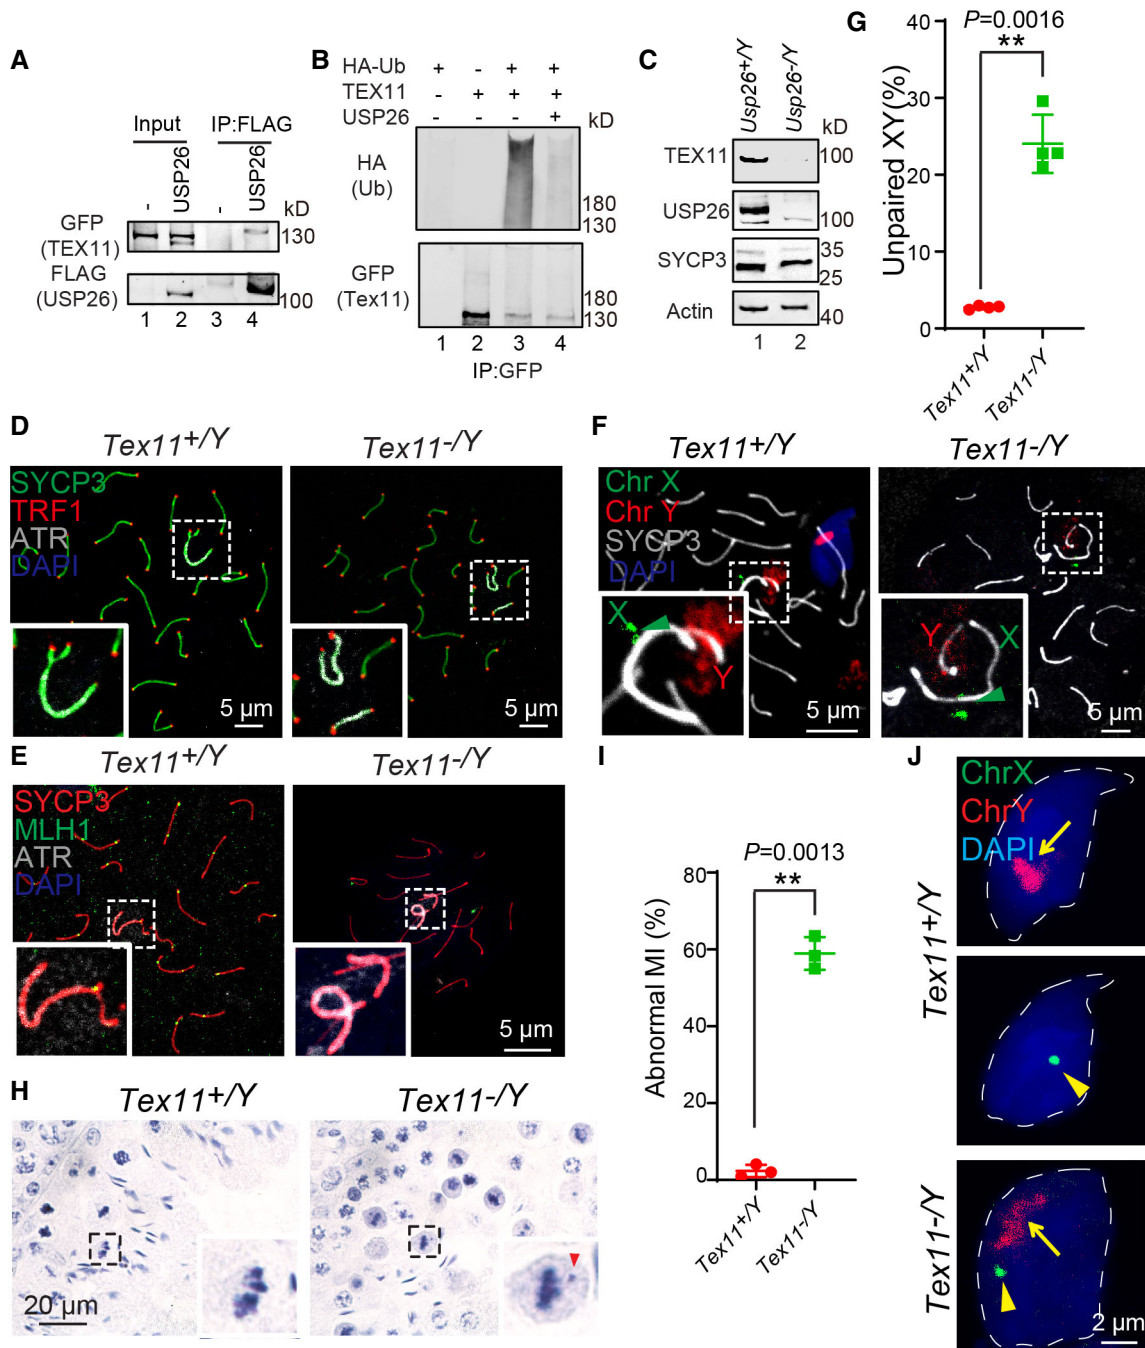 A
Input IP:FLAG
- USP26 - USP26
kD
GFP
(TEX11)
130
FLAG
(USP26)
100
1 2 3 4
B
HA-Ub + - + +
TEX11 - + + +
USP26 - - - +
kD
HA
(Ub)
180
130
GFP
(Tex11)
180
130
1 2 3 4
IP:GFP
C
Usp26+/Y Usp26-/Y
kD
TEX11 100
USP26 100
SYCP3 35
25
Actin 40
1 2
G
P=0.0016
**
Unpaired XY(%)
40
30
20
10
0
Tex11+/Y
Tex11-/Y
D
Tex11+/Y Tex11-/Y
SYCP3
TRF1
ATR
DAPI
5 µm 5 µm
F
Tex11+/Y Tex11-/Y
Chr X
Chr Y
SYCP3
DAPI
X Y
Y X
5 µm 5 µm
E
Tex11+/Y Tex11-/Y
SYCP3
MLH1
ATR
DAPI
5 µm
H
Tex11+/Y Tex11-/Y
20 µm
I
P=0.0013
**
Abnormal MI (%)
80
60
40
20
0
Tex11+/Y
Tex11-/Y
J
ChrX
ChrY
DAPI
Tex11+/Y
Tex11-/Y
2 µm